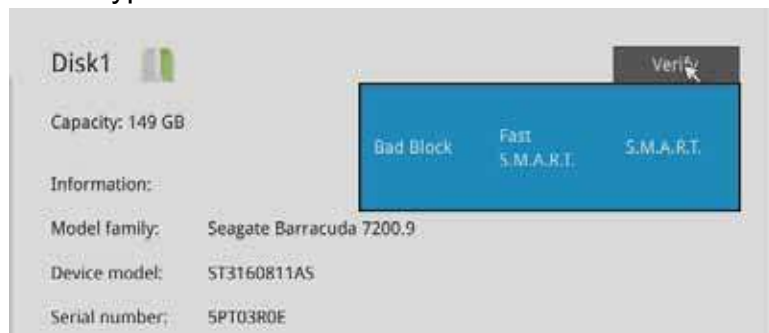 Disk1
Verify
Capacity: 149 GB
Bad Block
Fast
S.M.A.R.T.
S.M.A.R.T.
Information:
Model family: Seagate Barracuda 7200.9
Device model: ST3160811AS
Serial number: 5PT03R0E